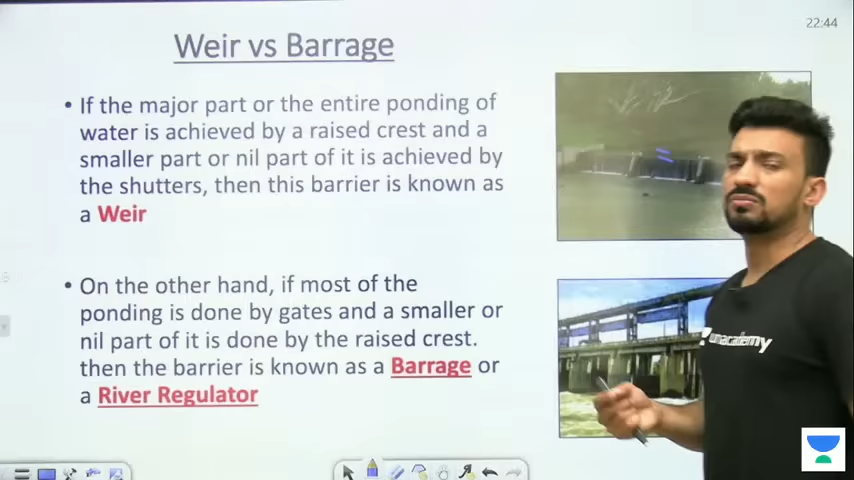 22:44
Weir vs Barrage
• If the major part or the entire ponding of
water is achieved by a raised crest and a
smaller part or nil part of it is achieved by
the shutters, then this barrier is known as
a Weir
• On the other hand, if most of the
ponding is done by gates and a smaller or
nil part of it is done by the raised crest.
then the barrier is known as a Barrage or
a River Regulator
unacademy